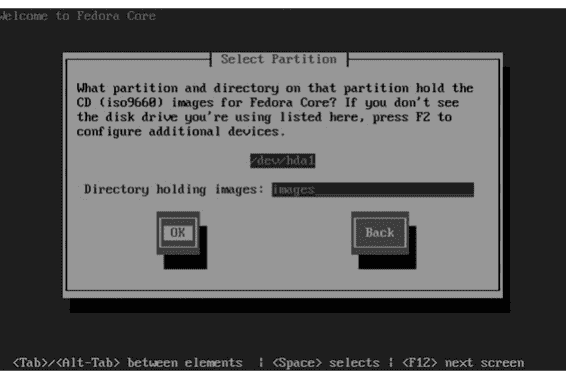 Welcome to Fedora Core
Select Partition
What partition and directory on that partition hold the
CD (iso9660) images for Fedora Core? If you don't see
the disk drive you're using listed here, press F2 to
configure additional devices.
/dev/hda1
Directory holding images: images
OK Back
<Tab>/<Alt-Tab> between elements | <Space> selects | <F12> next screen